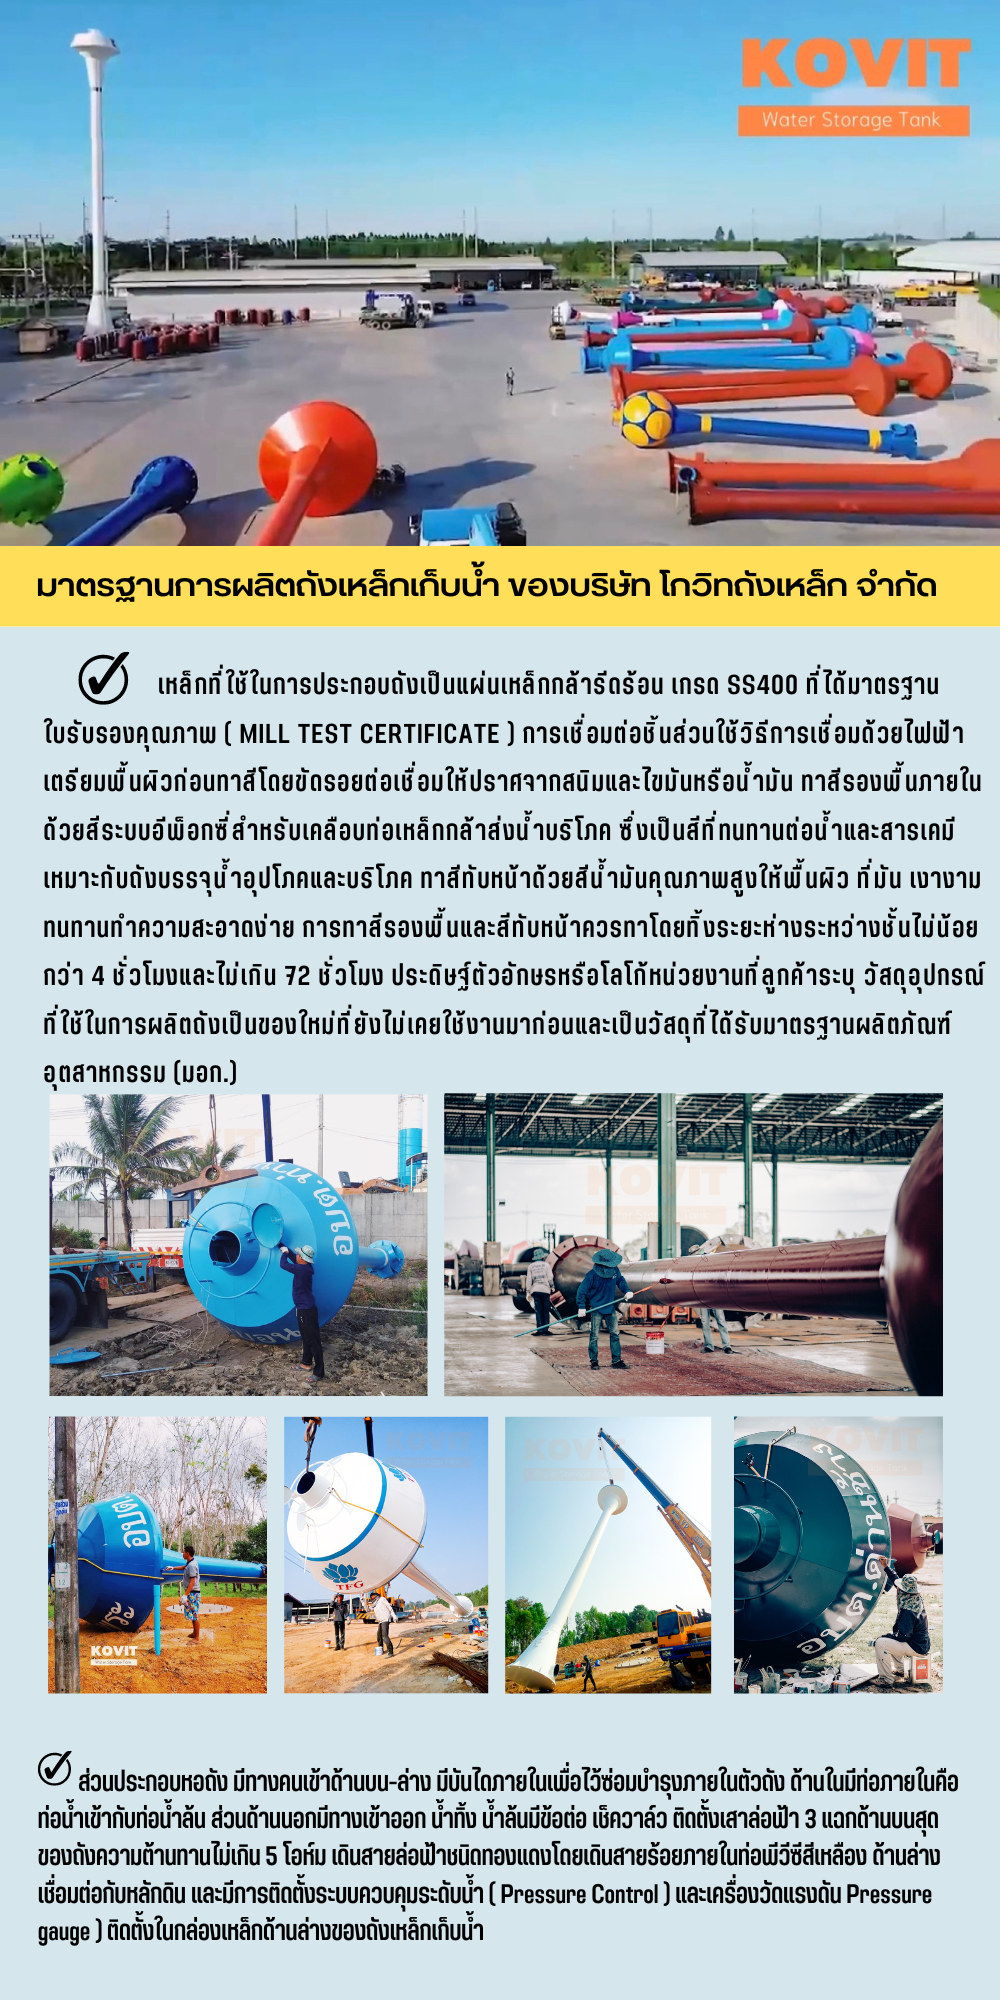 KOVIT
Water Storage Tank
มาตรฐานการผลิตถังเหล็กเก็บน้ำ ของบริษัท โกวิทถังเหล็ก จำกัด
เหล็กที่ใช้ในการประกอบถังเป็นแผ่นเหล็กกล้ารีดร้อน เกรด SS400 ที่ได้มาตรฐาน
ใบรับรองคุณภาพ ( MILL TEST CERTIFICATE ) การเชื่อมต่อชิ้นส่วนใช้วิธีการเชื่อมด้วยไฟฟ้า
เตรียมพื้นผิวก่อนทาสีโดยขัดรอยต่อเชื่อมให้ปราศจากสนิมและไขมันหรือน้ำมัน ทาสีรองพื้นภายใน
ด้วยสีระบบอีพ็อกซี่สำหรับเคลือบท่อเหล็กกล้าส่งน้ำบริโภค ซึ่งเป็นสีที่ทนทานต่อน้ำและสารเคมี
เหมาะกับถังบรรจุน้ำอุปโภคและบริโภค ทาสีทับหน้าด้วยสีน้ำมันคุณภาพสูงให้พื้นผิว ที่มัน เงางาม
ทนทานทำความสะอาดง่าย การทาสีรองพื้นและสีทับหน้าควรทาโดยทิ้งระยะห่างระหว่างชั้นไม่น้อย
กว่า 4 ชั่วโมงและไม่เกิน 72 ชั่วโมง ประดิษฐ์ตัวอักษรหรือโลโก้หน่วยงานที่ลูกค้าระบุ วัสดุอุปกรณ์
ที่ใช้ในการผลิตถังเป็นของใหม่ที่ยังไม่เคยใช้งานมาก่อนและเป็นวัสดุที่ได้รับมาตรฐานผลิตภัณฑ์
อุตสาหกรรม (มอก.)
KOVIT
KOVIT
อบต.
KOVIT
Water Storage Tank
TFG
KOVIT
KOVIT
KOVIT
ส่วนประกอบหอถัง มีทางคนเข้าด้านบน-ล่าง มีบันไดภายในเพื่อไว้ซ่อมบำรุงภายในตัวถัง ด้านในมีท่อภายในคือ
ท่อน้ำเข้ากับท่อน้ำล้น ส่วนด้านนอกมีทางเข้าออก น้ำทิ้ง น้ำล้นมีข้อต่อ เช็ควาล์ว ติดตั้งเสาล่อฟ้า 3 แฉกด้านบนสุด
ของถังความต้านทานไม่เกิน 5 โอห์ม เดินสายล่อฟ้าชนิดทองแดงโดยเดินสายร้อยภายในท่อพีวีซีสีเหลือง ด้านล่าง
เชื่อมต่อกับหลักดิน และมีการติดตั้งระบบควบคุมระดับน้ำ ( Pressure Control ) และเครื่องวัดแรงดัน Pressure
gauge ) ติดตั้งในกล่องเหล็กด้านล่างของถังเหล็กเก็บน้ำ